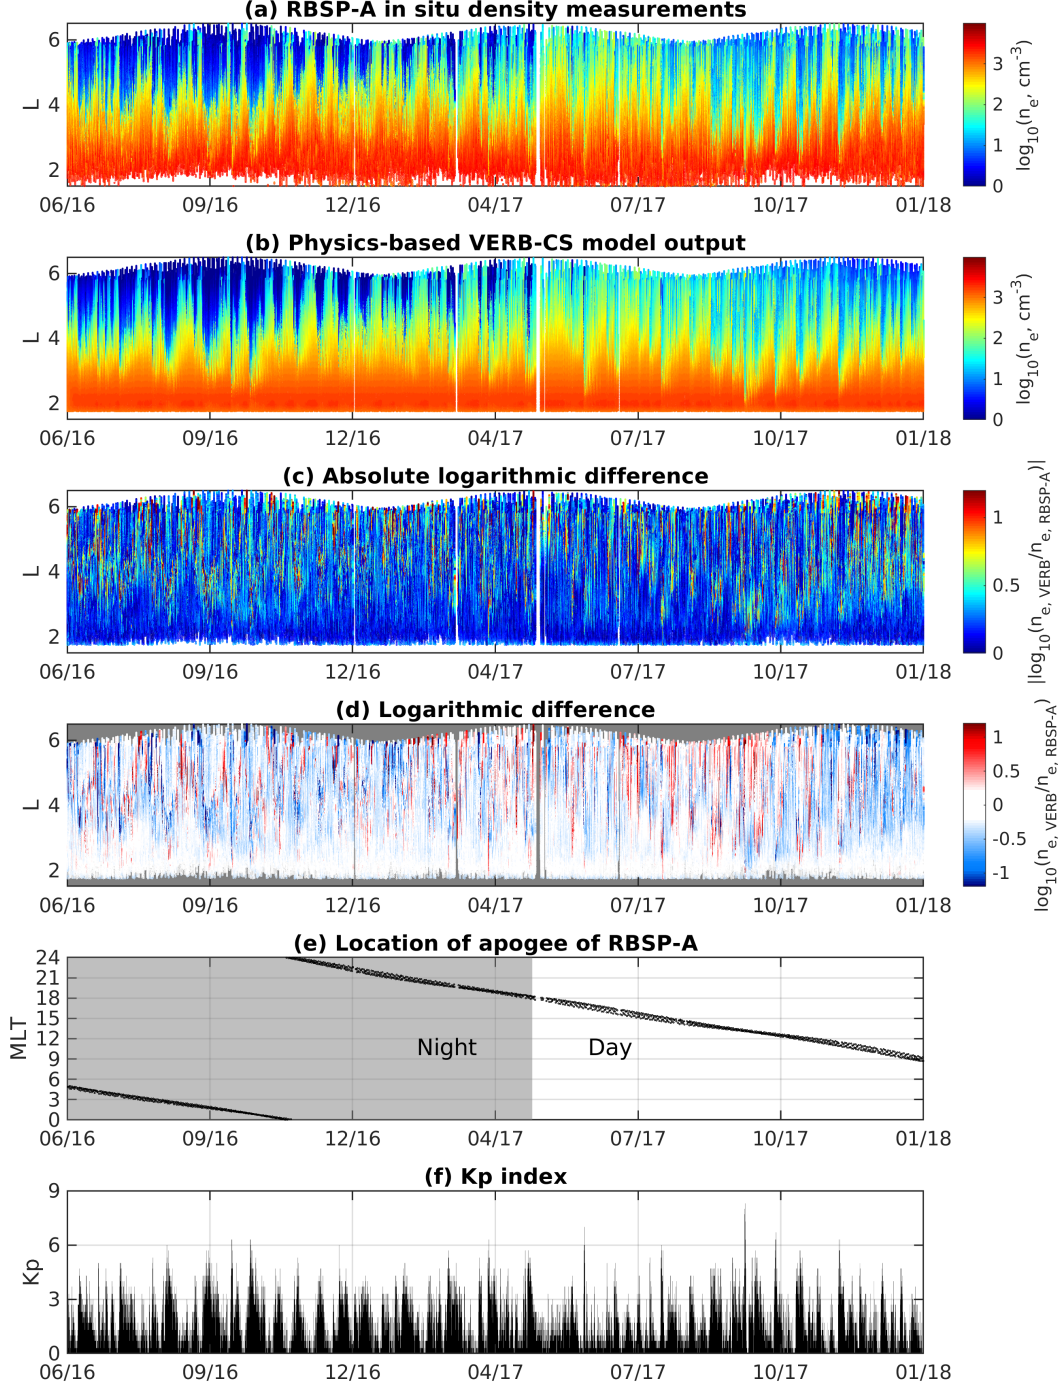 (a) RBSP-A in situ density measurements
6
4
2
L
06/16 09/16 12/16 04/17 07/17 10/17 01/18
3
2
1
0
log10(ne, cm-3)
(b) Physics-based VERB-CS model output
6
4
2
L
06/16 09/16 12/16 04/17 07/17 10/17 01/18
3
2
1
0
log10(ne, cm-3)
(c) Absolute logarithmic difference
6
4
2
L
06/16 09/16 12/16 04/17 07/17 10/17 01/18
1
0.5
0
|log10(ne, VERB/ne, RBSP-A)|
(d) Logarithmic difference
6
4
2
L
06/16 09/16 12/16 04/17 07/17 10/17 01/18
1
0.5
0
-0.5
-1
log10(ne, VERB/ne, RBSP-A)
(e) Location of apogee of RBSP-A
24
21
18
15
12
9
6
3
0
MLT
Night Day
06/16 09/16 12/16 04/17 07/17 10/17 01/18
(f) Kp index
9
6
3
0
Kp
06/16 09/16 12/16 04/17 07/17 10/17 01/18